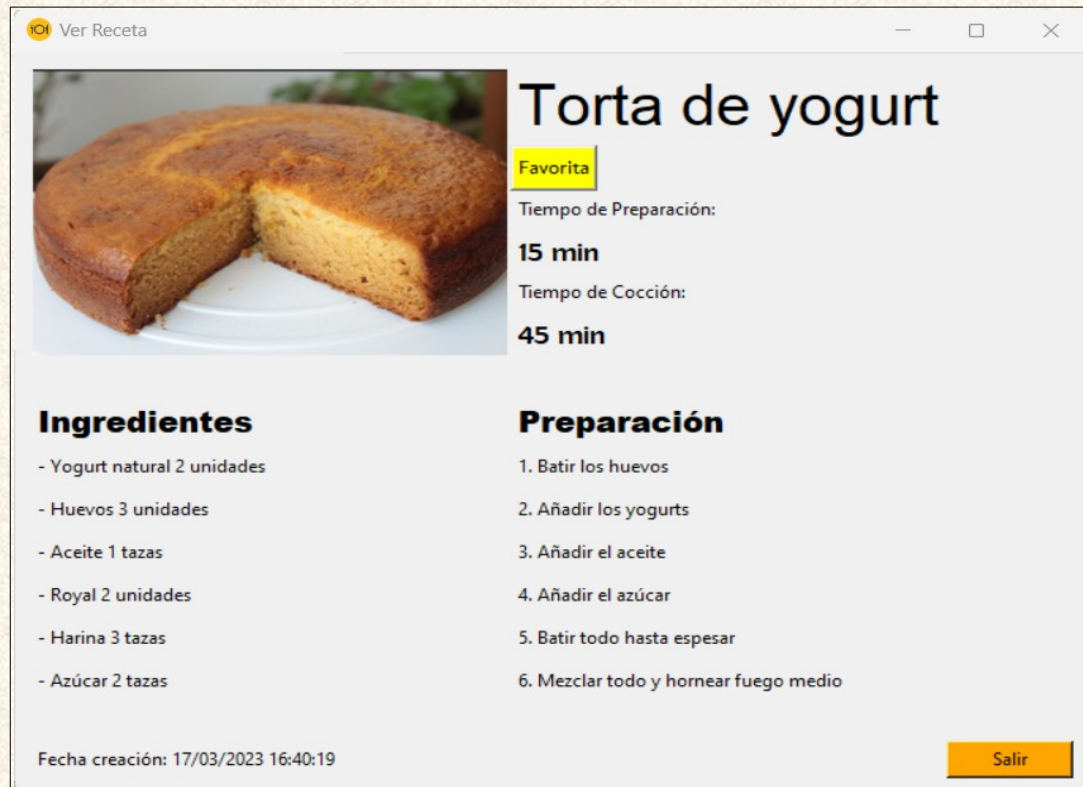 Ver Receta
Torta de yogurt
Favorita
Tiempo de Preparación:
15 min
Tiempo de Cocción:
45 min
Ingredientes
- Yogurt natural 2 unidades
- Huevos 3 unidades
- Aceite 1 tazas
- Royal 2 unidades
- Harina 3 tazas
- Azúcar 2 tazas
Preparación
1. Batir los huevos
2. Añadir los yogurts
3. Añadir el aceite
4. Añadir el azúcar
5. Batir todo hasta espesar
6. Mezclar todo y hornear fuego medio
Fecha creación: 17/03/2023 16:40:19
Salir